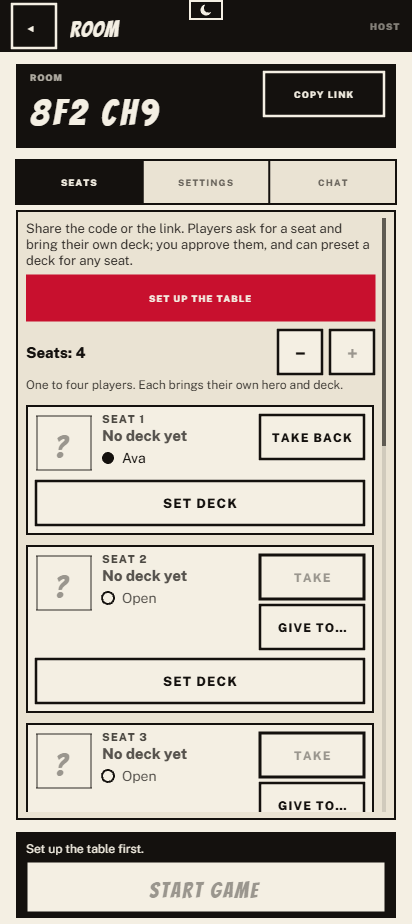 ROOM
HOST
ROOM
8F2 CH9
COPY LINK
SEATS
SETTINGS
CHAT
Share the code or the link. Players ask for a seat and
bring their own deck; you approve them, and can preset a
deck for any seat.
SET UP THE TABLE
Seats: 4
−
+
One to four players. Each brings their own hero and deck.
?
SEAT 1
No deck yet
Ava
TAKE BACK
SET DECK
?
SEAT 2
No deck yet
Open
TAKE
GIVE TO...
SET DECK
?
SEAT 3
No deck yet
Open
TAKE
GIVE TO...
Set up the table first.
START GAME